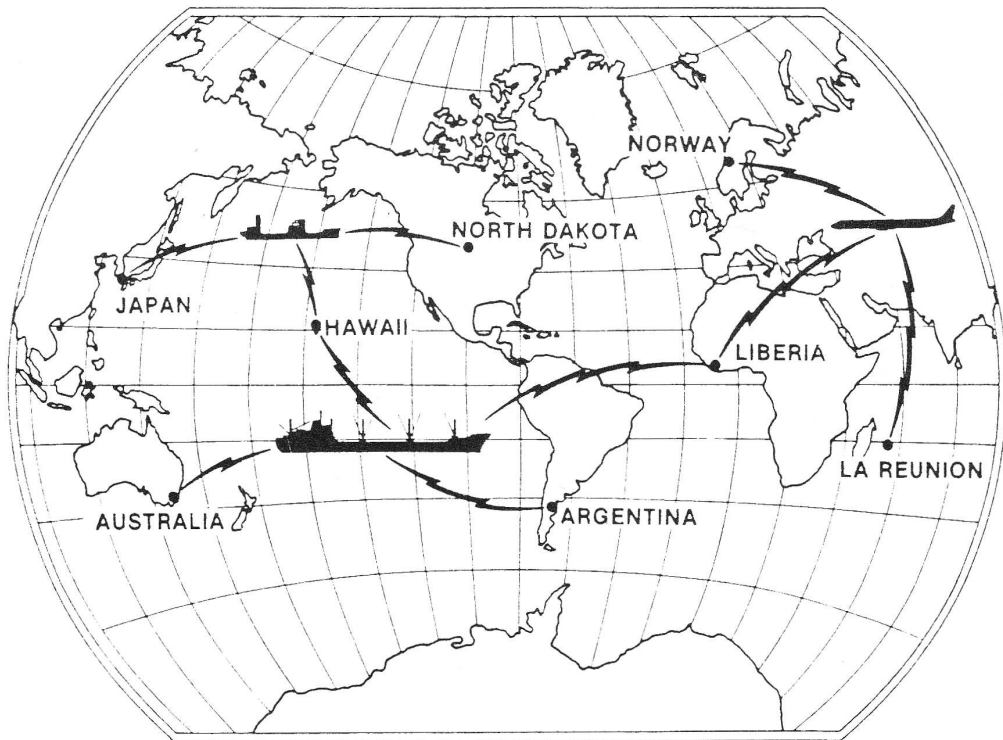 NORWAY
NORTH DAKOTA
JAPAN
HAWAII
LIBERIA
LA REUNION
AUSTRALIA
ARGENTINA